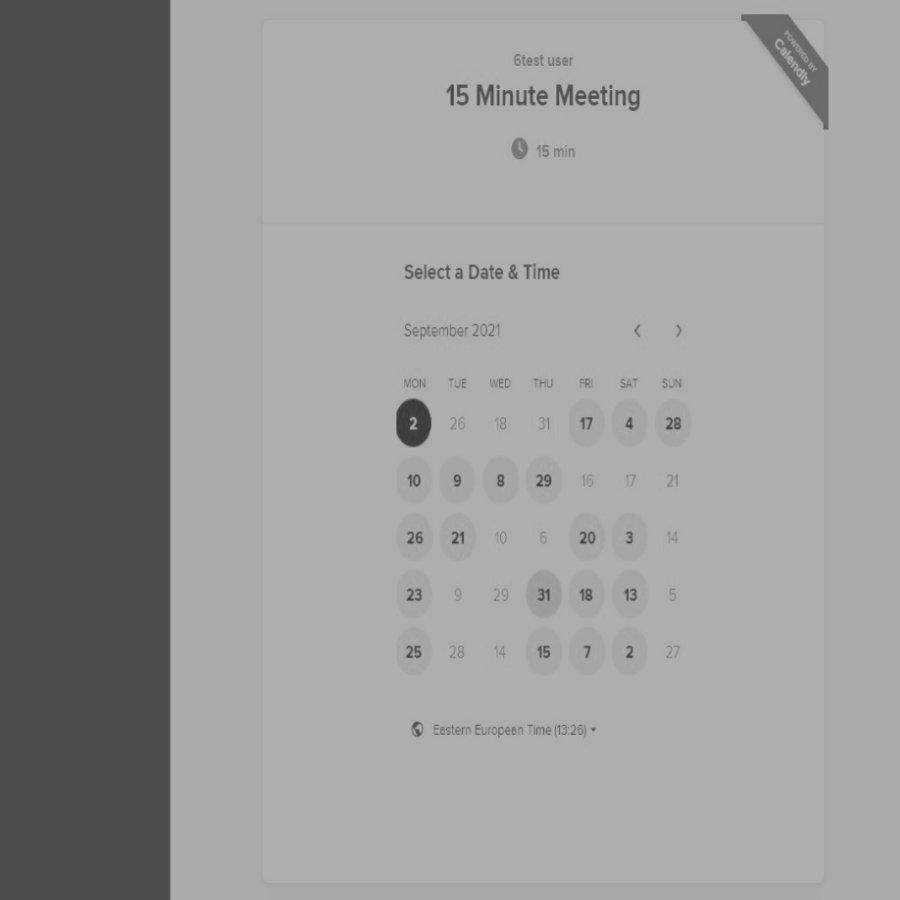 POWERED BY
Calendly
6test user
15 Minute Meeting
15 min
Select a Date & Time
September 2021
MON TUE WED THU FRI SAT SUN
2 26 18 31 17 4 28
10 9 8 29 16 17 21
26 21 10 6 20 3 14
23 9 29 31 18 13 5
25 28 14 15 7 2 27
Eastern European Time (13:26)